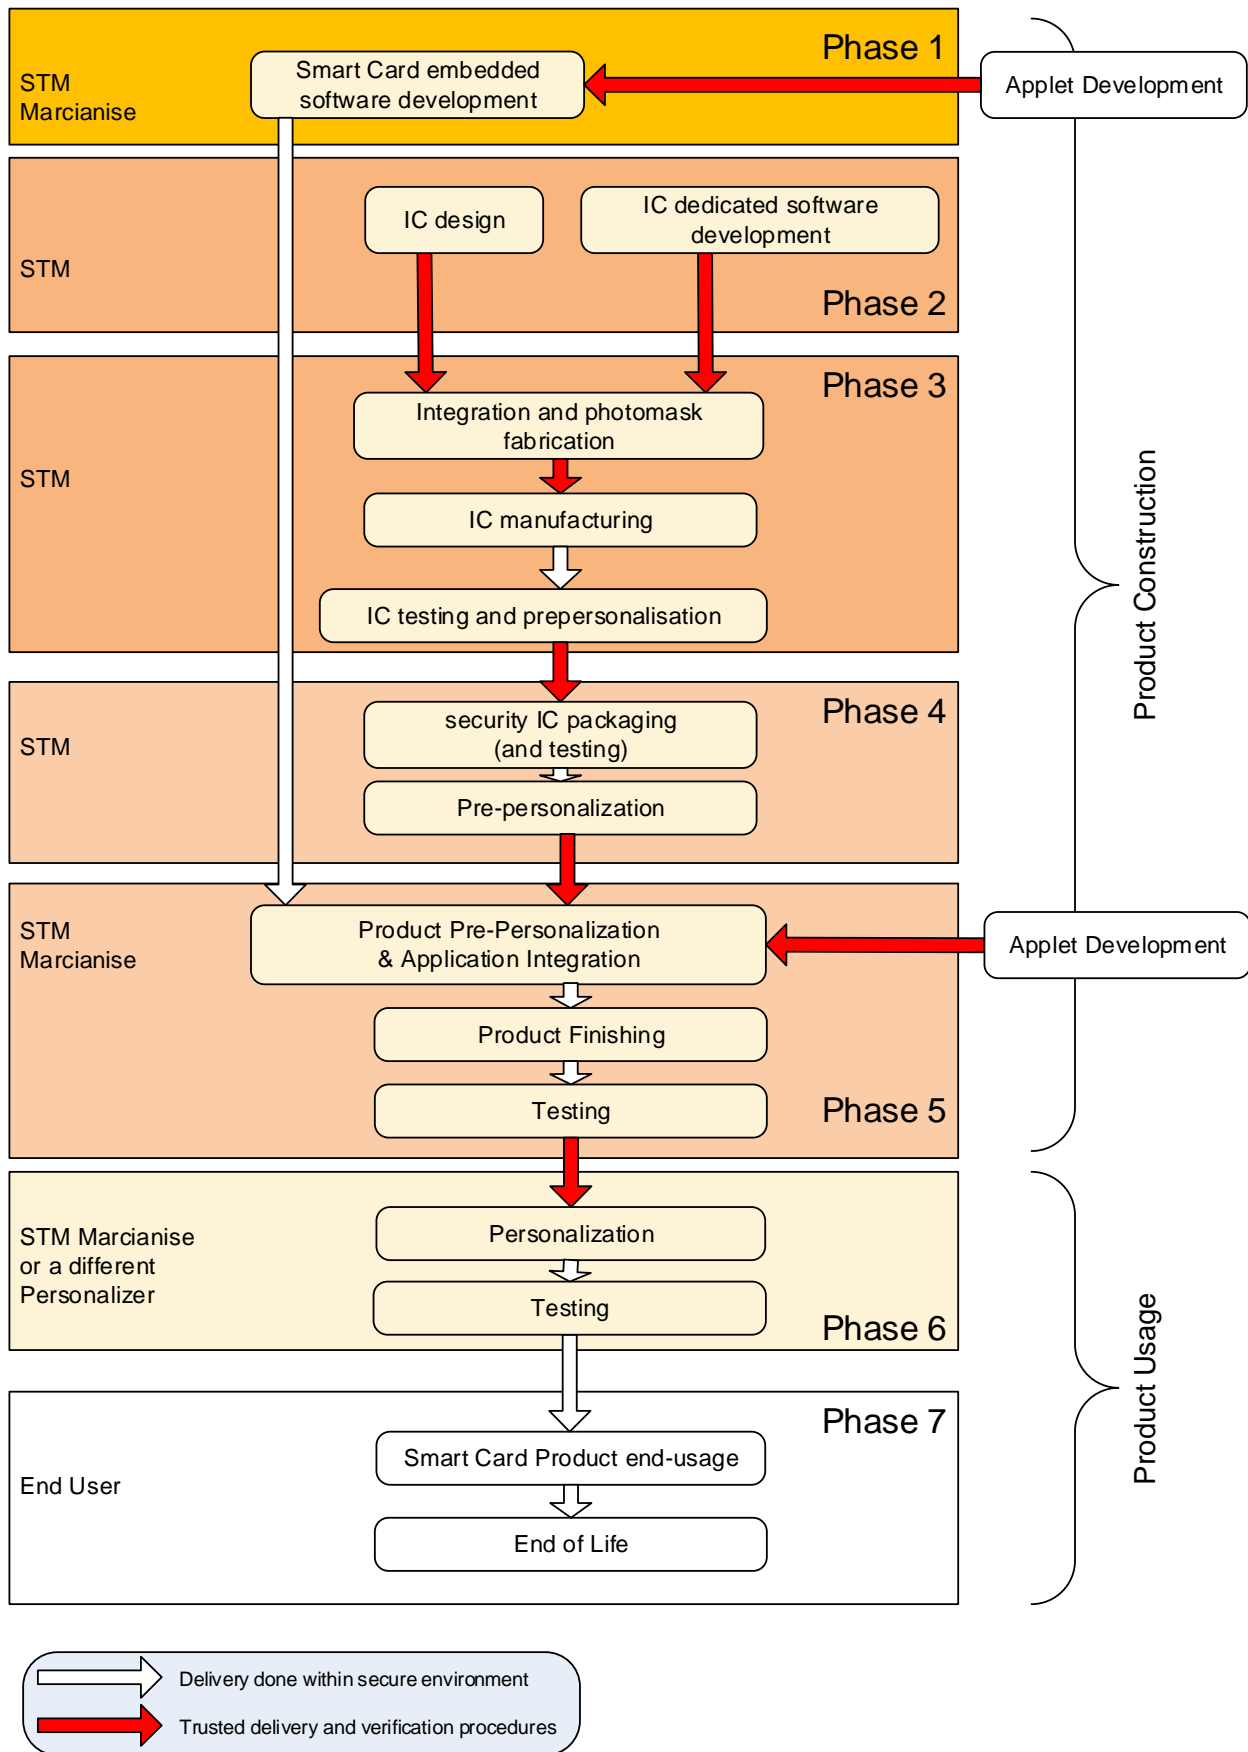 Phase 1
STM
Marcianise
Smart Card embedded
software development
Applet Development
IC design
IC dedicated software
development
STM
Phase 2
Phase 3
Integration and photomask
fabrication
STM
IC manufacturing
IC testing and prepersonalisation
Product Construction
Phase 4
security IC packaging
(and testing)
STM
Pre-personalization
STM
Marcianise
Product Pre-Personalization
& Application Integration
Applet Development
Product Finishing
Testing
Phase 5
STM Marcianise
or a different
Personalizer
Personalization
Testing
Phase 6
Product Usage
Phase 7
Smart Card Product end-usage
End User
End of Life
Delivery done within secure environment
Trusted delivery and verification procedures